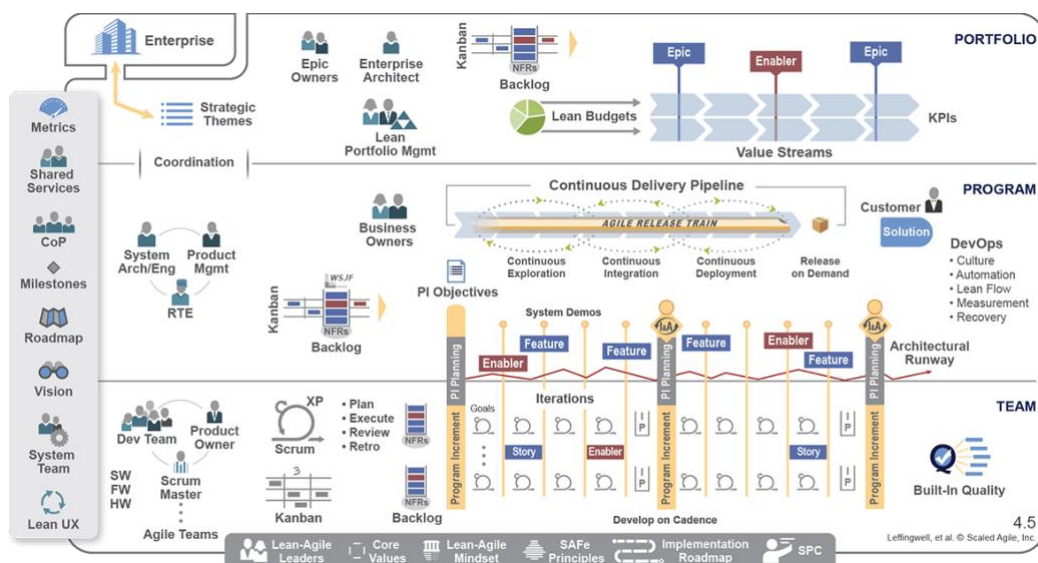 Enterprise
Strategic
Themes
Epic
Owners
Enterprise
Architect
Lean
Portfolio Mgmt
Kanban
NFRs
Backlog
Lean Budgets
Epic
Enabler
Epic
KPIs
Value Streams
PORTFOLIO
Metrics
Shared
Services
CoP
Milestones
Roadmap
Vision
System
Team
Lean UX
Coordination
System
Arch/Eng
Product
Mgmt
RTE
Business
Owners
Kanban
WSJF
NFRs
Backlog
Continuous Delivery Pipeline
AGILE RELEASE TRAIN
Continuous
Exploration
Continuous
Integration
Continuous
Deployment
Release
on Demand
Customer
Solution
PROGRAM
DevOps
• Culture
• Automation
• Lean Flow
• Measurement
• Recovery
PI Objectives
System Demos
I&A
I&A
Enabler
Feature
Feature
Feature
Enabler
Feature
Architectural
Runway
PI Planning
PI Planning
PI Planning
Dev Team
Product
Owner
Scrum
Master
SW
FW
HW
Agile Teams
XP
Scrum
• Plan
• Execute
• Review
• Retro
3
Kanban
NFRs
NFRs
Backlog
Iterations
Goals
Story
Enabler
Story
I
P
I
P
I
P
I
P
Program Increment
Program Increment
Program Increment
Develop on Cadence
TEAM
Built-In Quality
4.5
Leffingwell, et al. © Scaled Agile, Inc.
Lean-Agile
Leaders
Core
Values
Lean-Agile
Mindset
SAFe
Principles
Implementation
Roadmap
SPC